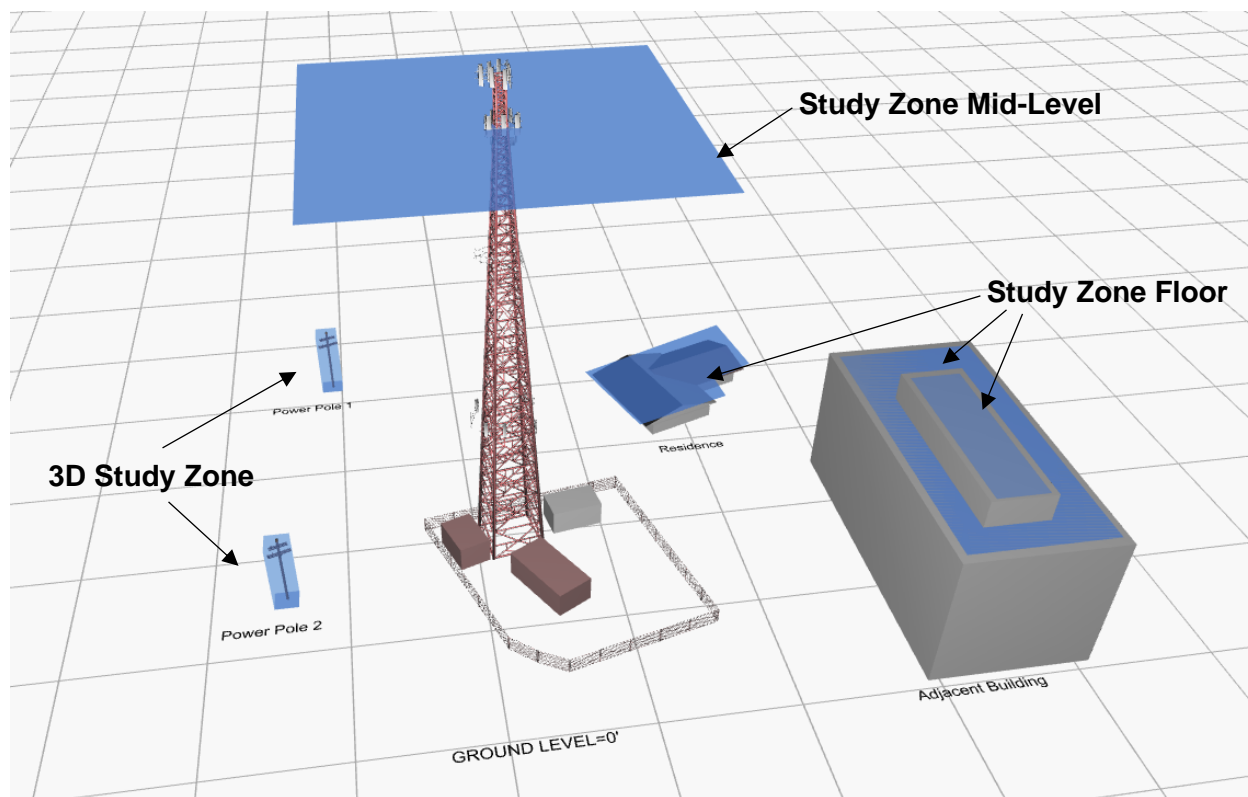 Study Zone Mid-Level
Study Zone Floor
Power Pole 1
Residence
3D Study Zone
Power Pole 2
Adjacent Building
GROUND LEVEL=0'